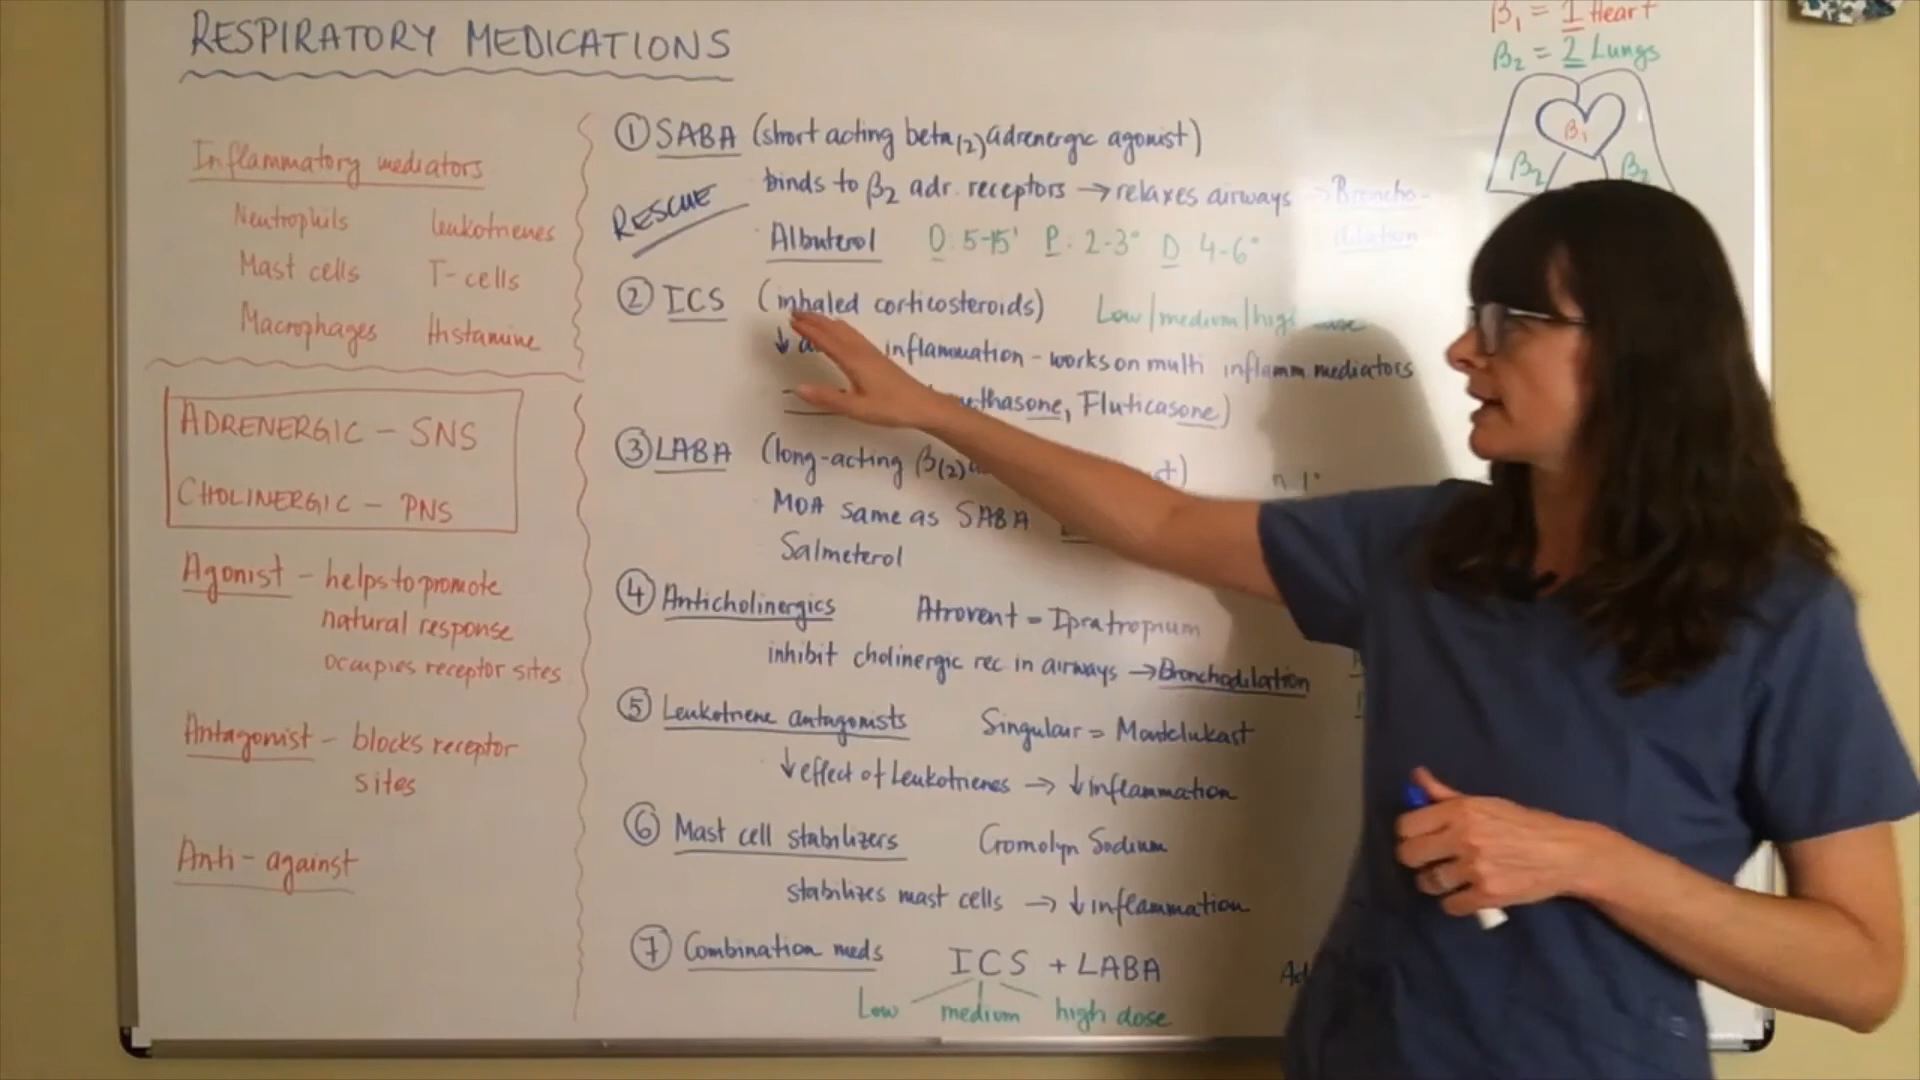 RESPIRATORY MEDICATIONS
Inflammatory mediators
Neutrophils Leukotrienes
Mast cells T-cells
Macrophages Histamine
ADRENERGIC - SNS
CHOLINERGIC - PNS
Agonist - helps to promote
natural response
occupies receptor sites
Antagonist - blocks receptor
sites
Anti - against
① SABA (short acting beta(2) adrenergic agonist)
RESCUE
binds to β2 adr. receptors → relaxes airways → Broncho-
dilation
Albuterol O: 5-15' P: 2-3° D: 4-6°
② ICS (inhaled corticosteroids) Low/medium/high
↓ inflammation - works on multi inflamm. mediators
Fluticasone)
③ LABA (long-acting β(2)
MOA same as SABA
Salmeterol
④ Anticholinergics Atrovent = Ipratropium
inhibit cholinergic rec in airways → Bronchodilation
⑤ Leukotriene antagonists Singulair = Montelukast
↓ effect of Leukotrienes → ↓ inflammation
⑥ Mast cell stabilizers Cromolyn Sodium
stabilizes mast cells → ↓ inflammation
⑦ Combination meds ICS + LABA
Low medium high dose
β1 = 1 Heart
β2 = 2 Lungs
β1
β2 β2